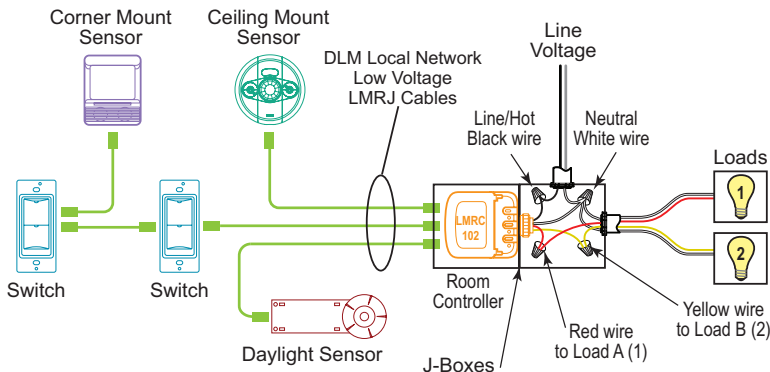 Corner Mount
Sensor
Ceiling Mount
Sensor
DLM Local Network
Low Voltage
LMRJ Cables
Line
Voltage
Line/Hot
Black wire
Neutral
White wire
Loads
1
2
LMRC
102
Switch
Switch
Room
Controller
Daylight Sensor
J-Boxes
Red wire
to Load A (1)
Yellow wire
to Load B (2)